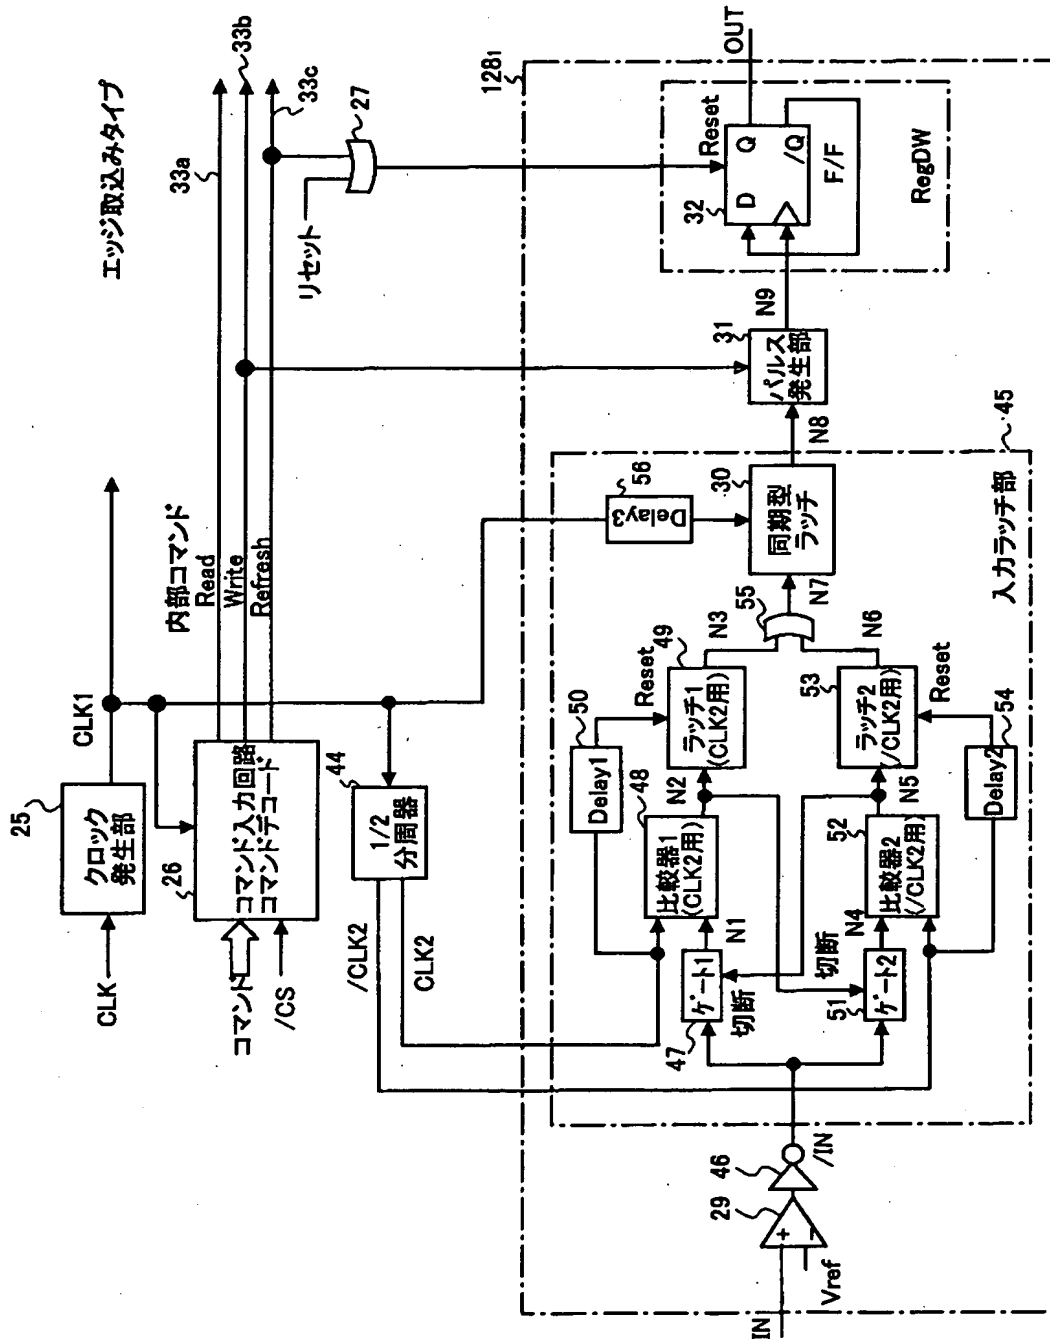 エッジ取込みタイプ
CLK
25
クロック
発生部
CLK1
コマンド
/CS
26
コマンド入力回路
コマンドデコード
内部コマンド
Read
Write
Refresh
33a
33b
33c
リセット
27
44
1/2
分周器
/CLK2
CLK2
128₁
IN
Vref
+
−
29
46
/IN
入力ラッチ部
45
47
ゲート1
切断
N1
48
比較器1
(CLK2用)
N2
50
Delay1
Reset
49
ラッチ1
(/CLK2用)
N3
51
ゲート2
切断
N4
52
比較器2
(/CLK2用)
N5
54
Delay2
Reset
53
ラッチ2
(/CLK2用)
N6
55
N7
56
Delay3
30
同期型
ラッチ
N8
31
パルス
発生部
N9
32
Reset
D
Q
/Q
F/F
RegDW
OUT